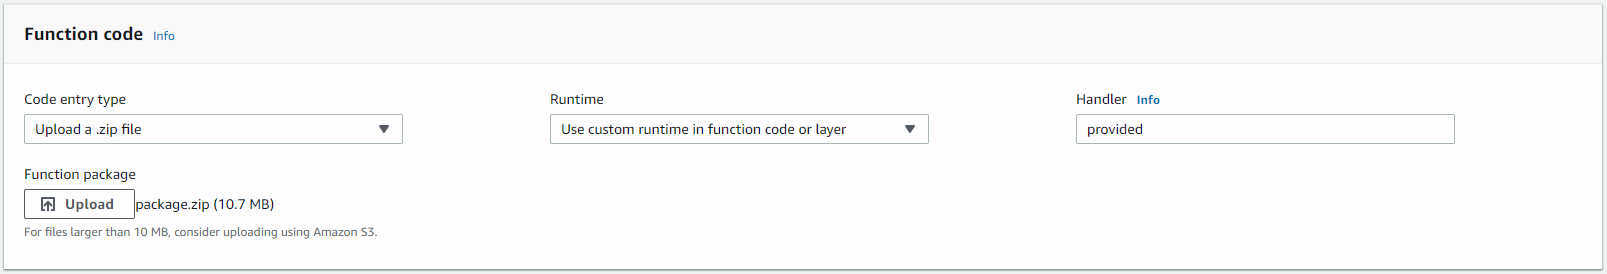 Function code Info
Code entry type
Runtime
Handler Info
Upload a .zip file
Use custom runtime in function code or layer
provided
Function package
Upload package.zip (10.7 MB)
For files larger than 10 MB, consider uploading using Amazon S3.